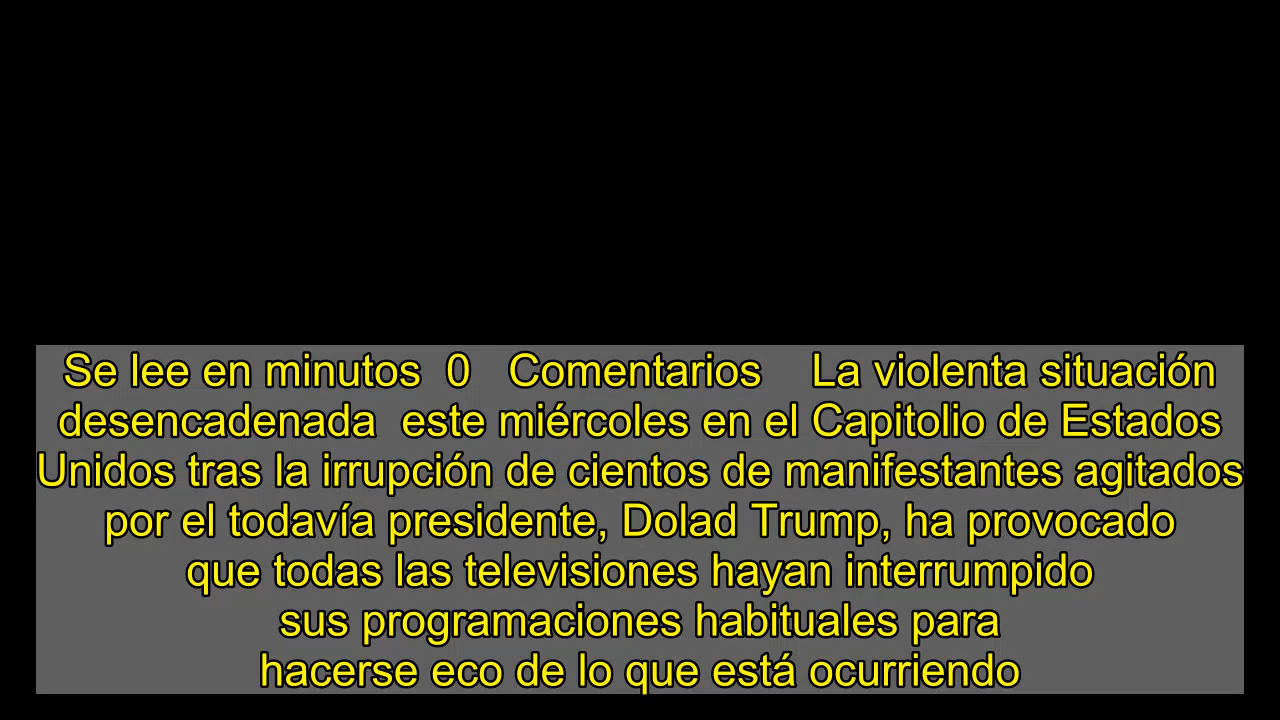 Se lee en minutos  0   Comentarios    La violenta situación
desencadenada  este miércoles en el Capitolio de Estados
Unidos tras la irrupción de cientos de manifestantes agitados
por el todavía presidente, Dolad Trump, ha provocado
que todas las televisiones hayan interrumpido
sus programaciones habituales para
hacerse eco de lo que está ocurriendo